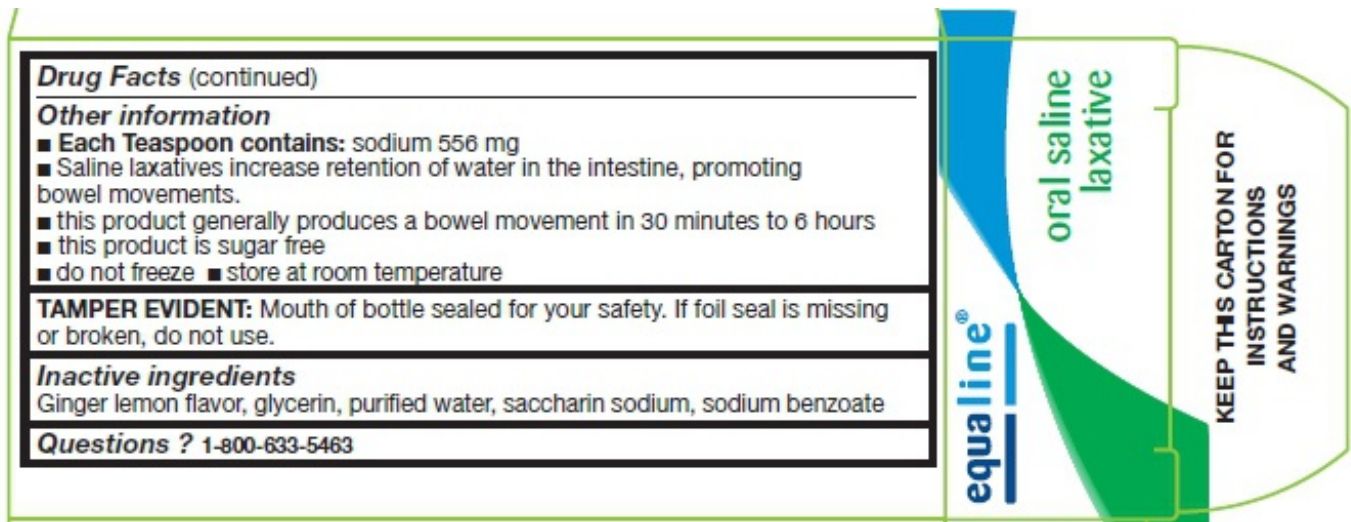 Drug Facts (continued)
Other information
■ Each Teaspoon contains: sodium 556 mg
■ Saline laxatives increase retention of water in the intestine, promoting
bowel movements.
■ this product generally produces a bowel movement in 30 minutes to 6 hours
■ this product is sugar free
■ do not freeze ■ store at room temperature
TAMPER EVIDENT: Mouth of bottle sealed for your safety. If foil seal is missing
or broken, do not use.
Inactive ingredients
Ginger lemon flavor, glycerin, purified water, saccharin sodium, sodium benzoate
Questions ? 1-800-633-5463
equaline®
oral saline
laxative
KEEP THIS CARTON FOR
INSTRUCTIONS
AND WARNINGS